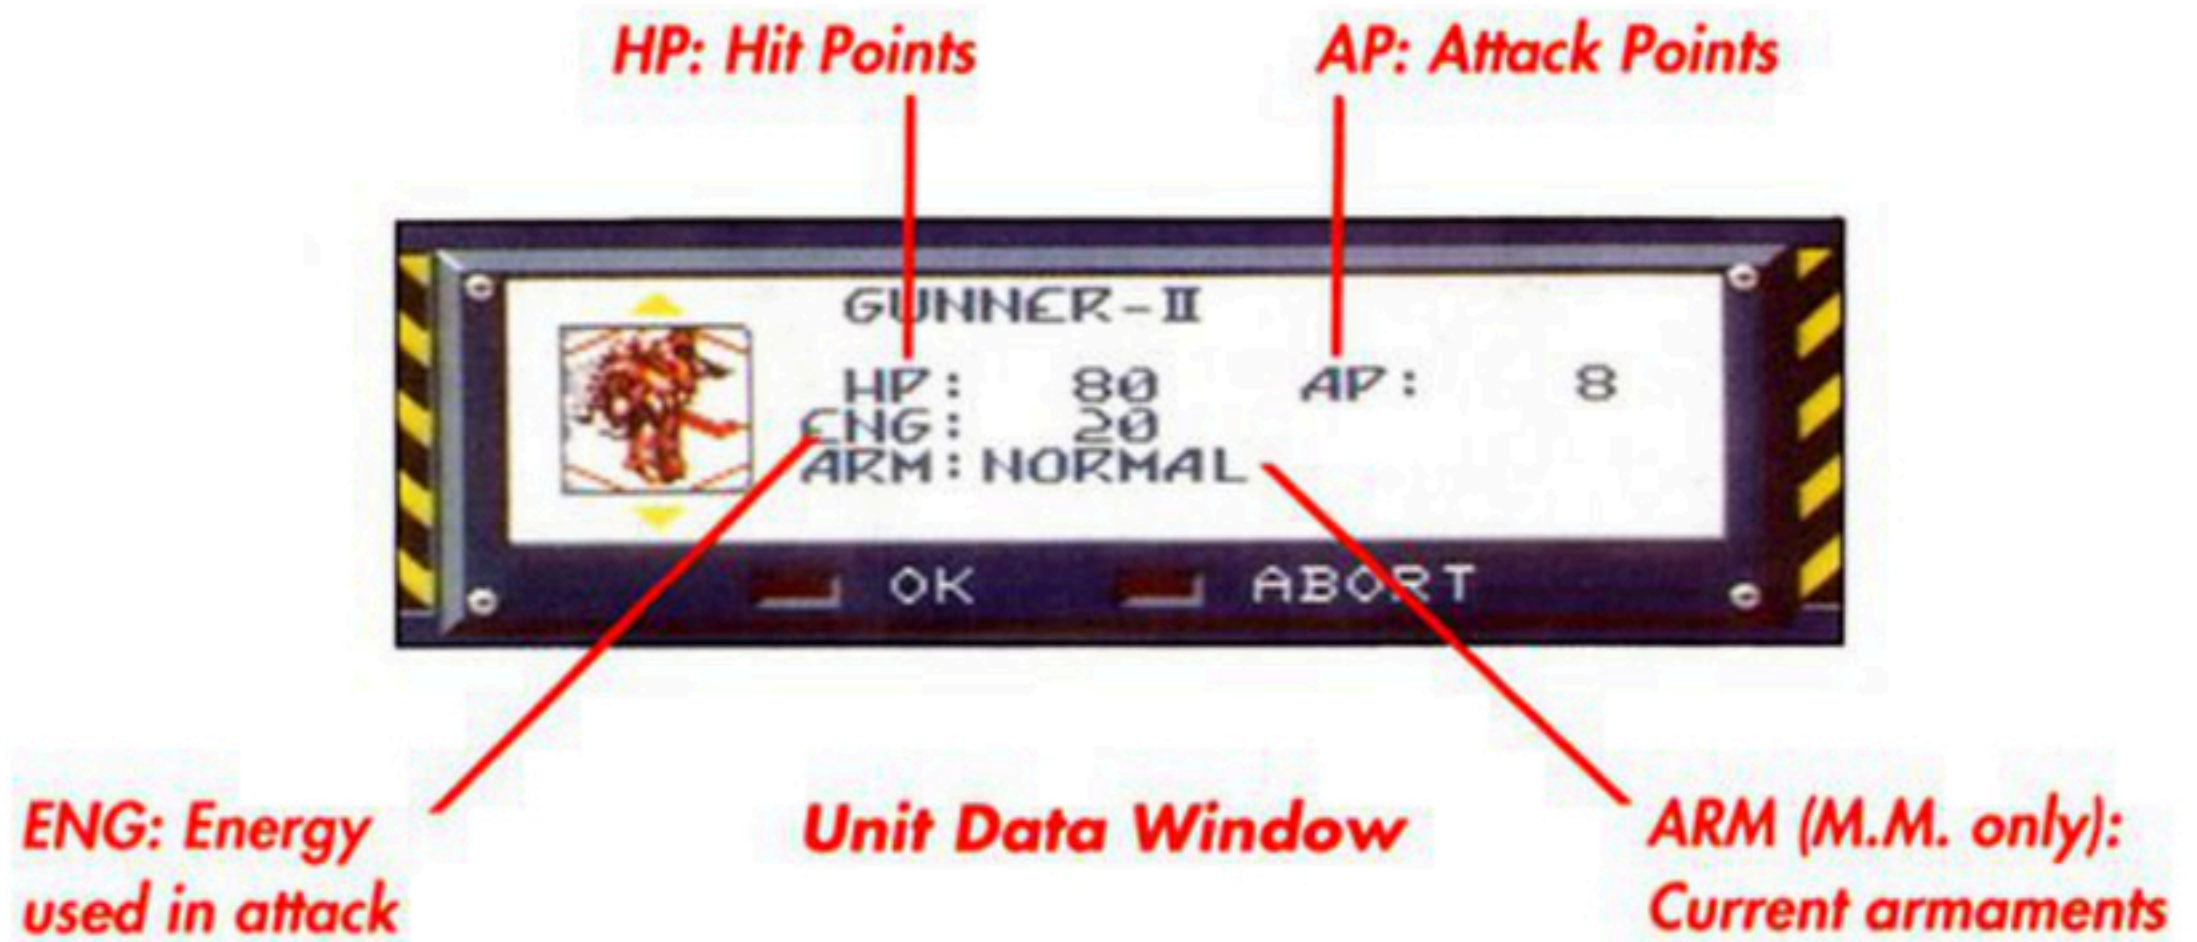 HP: Hit Points
AP: Attack Points
GUNNER-II
HP: 80 AP: 8
ENG: 20
ARM: NORMAL
OK ABORT
ENG: Energy
used in attack
Unit Data Window
ARM (M.M. only):
Current armaments